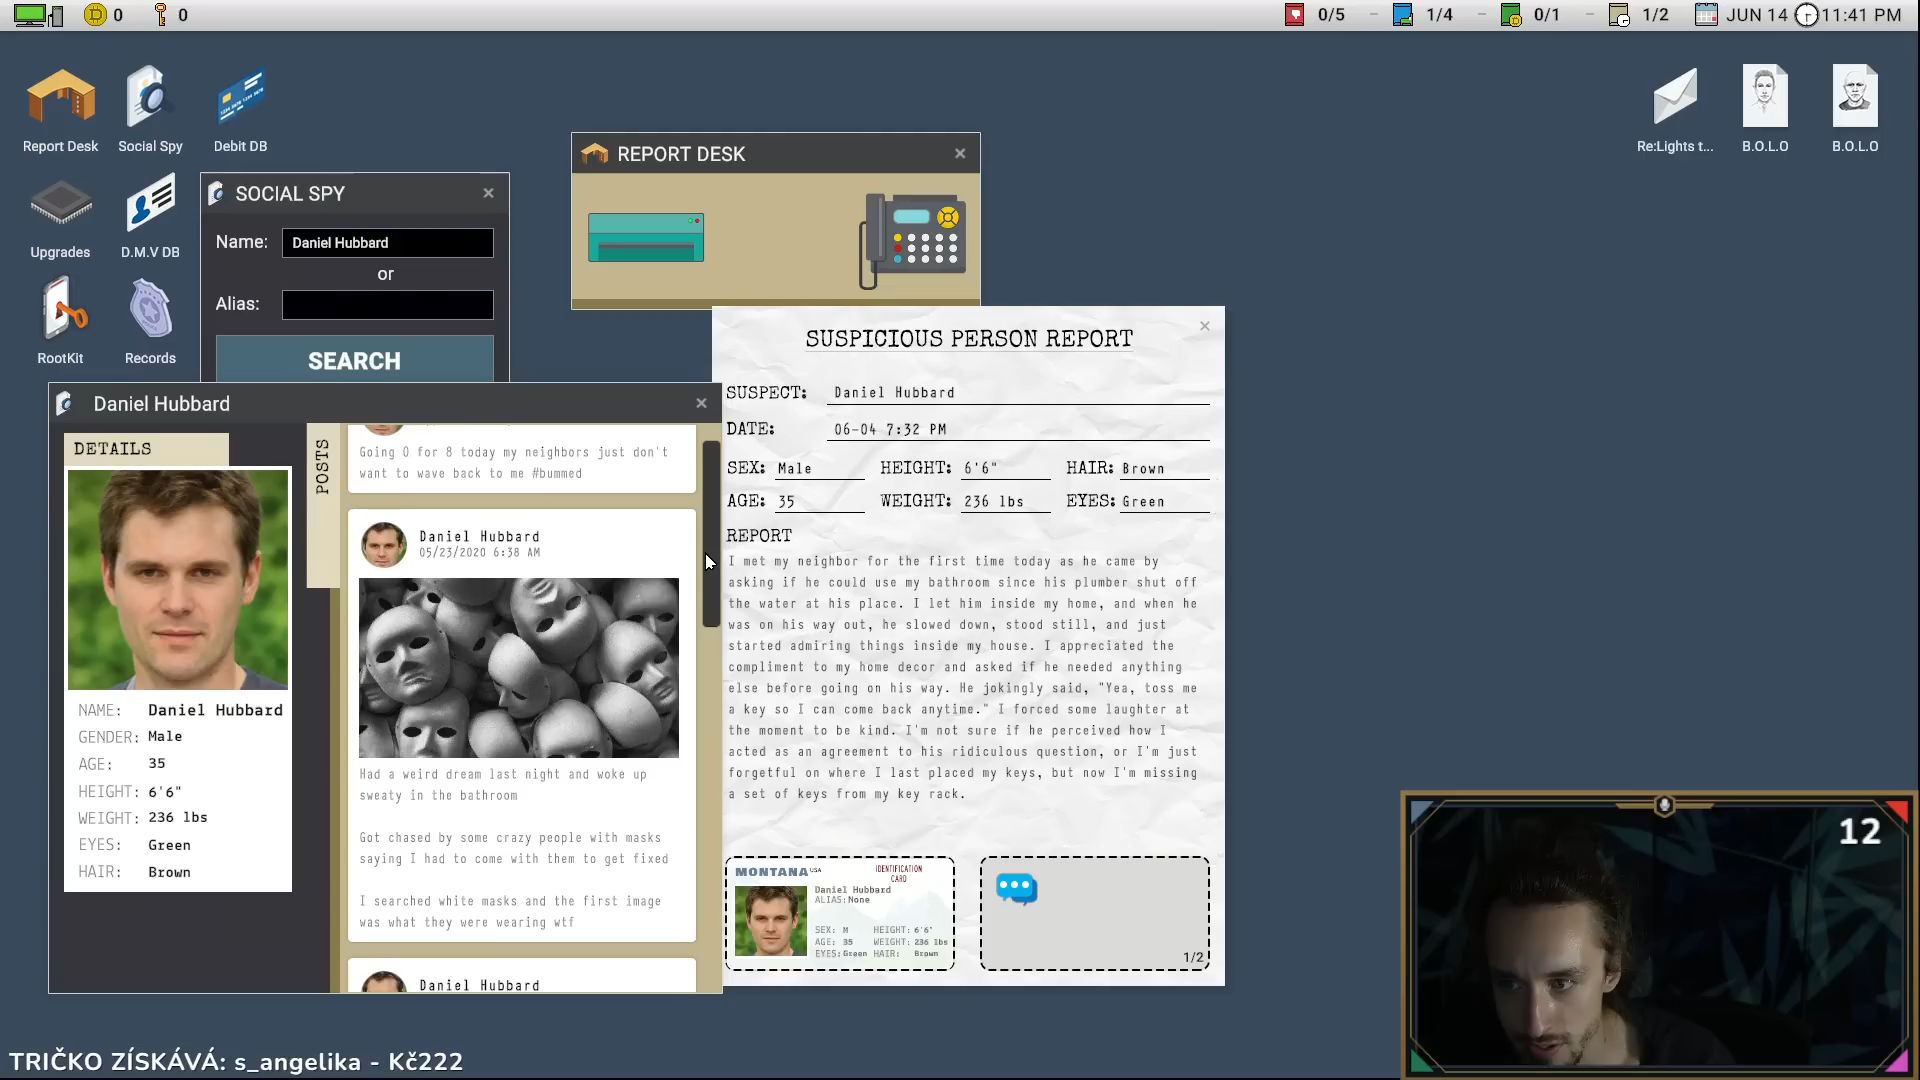 0
0
0/5
1/4
0/1
1/2
JUN 14
11:41 PM
Report Desk
Social Spy
Debit DB
Upgrades
D.M.V DB
RootKit
Records
Re:Lights t...
B.O.L.O
B.O.L.O
REPORT DESK
SOCIAL SPY
Name:
Daniel Hubbard
or
Alias:
SEARCH
Daniel Hubbard
DETAILS
NAME: Daniel Hubbard
GENDER: Male
AGE: 35
HEIGHT: 6'6"
WEIGHT: 236 lbs
EYES: Green
HAIR: Brown
POSTS
Going 0 for 8 today my neighbors just don't
want to wave back to me #bummed
Daniel Hubbard
05/23/2020 6:38 AM
Had a weird dream last night and woke up
sweaty in the bathroom
Got chased by some crazy people with masks
saying I had to come with them to get fixed
I searched white masks and the first image
was what they were wearing wtf
Daniel Hubbard
SUSPICIOUS PERSON REPORT
SUSPECT: Daniel Hubbard
DATE: 06-04 7:32 PM
SEX: Male HEIGHT: 6'6" HAIR: Brown
AGE: 35 WEIGHT: 236 lbs EYES: Green
REPORT
I met my neighbor for the first time today as he came by
asking if he could use my bathroom since his plumber shut off
the water at his place. I let him inside my home, and when he
was on his way out, he slowed down, stood still, and just
started admiring things inside my house. I appreciated the
compliment to my home decor and asked if he needed anything
else before going on his way. He jokingly said, "Yea, toss me
a key so I can come back anytime." I forced some laughter at
the moment to be kind. I'm not sure if he perceived how I
acted as an agreement to his ridiculous question, or I'm just
forgetful on where I last placed my keys, but now I'm missing
a set of keys from my key rack.
MONTANA USA
IDENTIFICATION
CARD
Daniel Hubbard
ALIAS: None
SEX: M HEIGHT: 6'6"
AGE: 35 WEIGHT: 236 lbs
EYES: Green HAIR: Brown
1/2
12
TRIČKO ZÍSKÁVÁ: s_angelika - Kč222